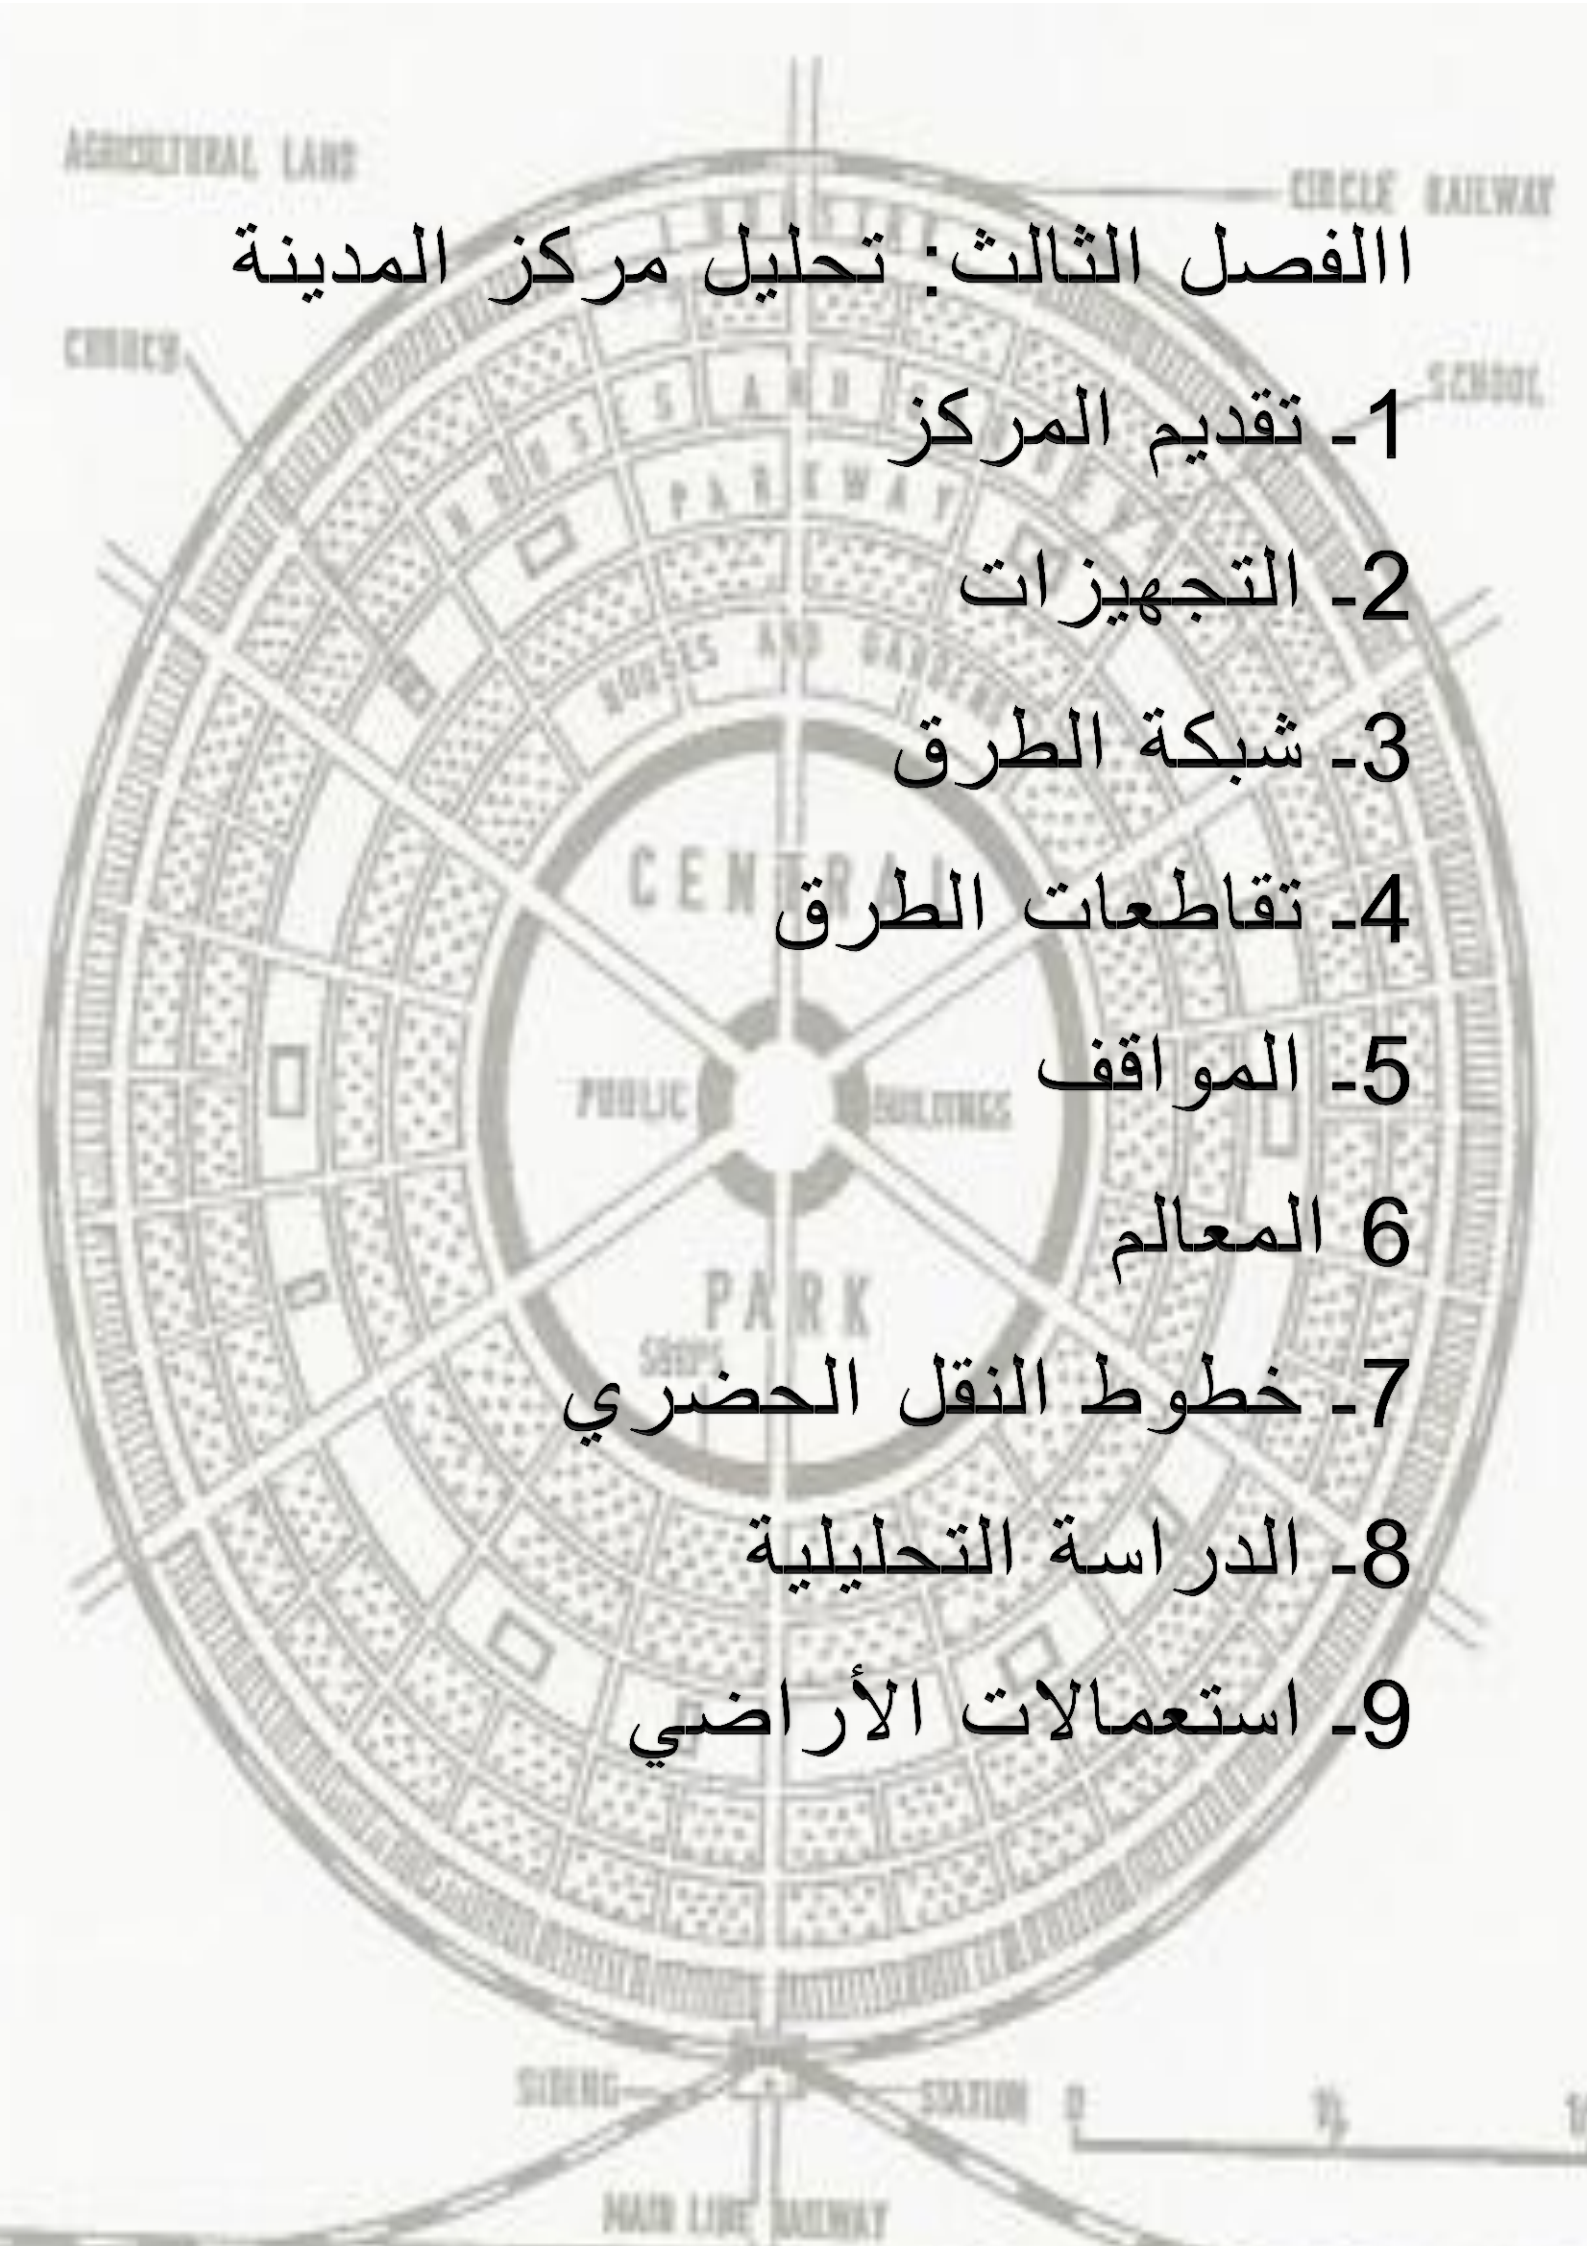 AGRICULTURAL LAND
CIRCLE RAILWAY
االفصل الثالث: تحليل مركز المدينة
CHURCH
SCHOOL
HOUSES AND
1- تقديم المركز
PARKWAY
2- التجهيزات
HOUSES AND GARDENS
3- شبكة الطرق
CENTRAL
4- تقاطعات الطرق
5- المواقف
PUBLIC BUILDINGS
6 المعالم
PARK
SHOPS
7- خطوط النقل الحضري
8- الدراسة التحليلية
9- استعمالات الأراضي
SIDING
STATION
0
MAIN LINE RAILWAY